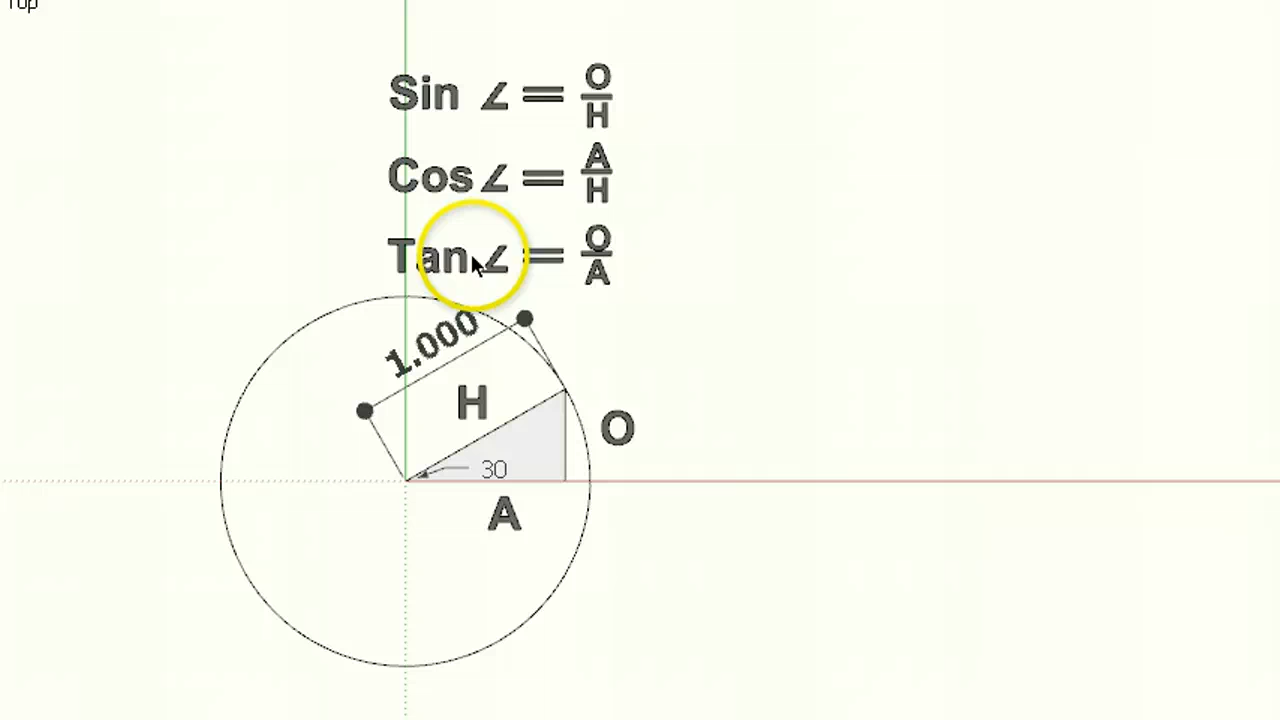 Top
Sin ∠ = O/H
Cos ∠ = A/H
Tan ∠ = O/A
1.000
H
O
30
A